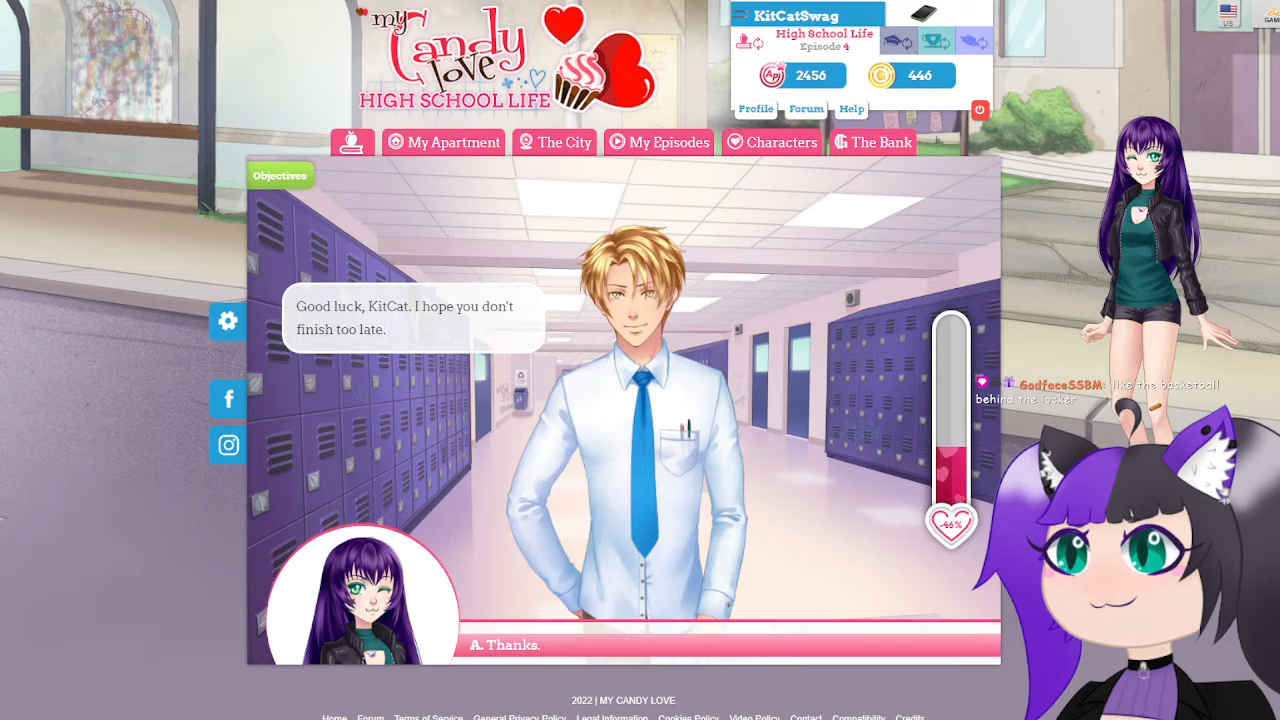 my
Candy
love
HIGH SCHOOL LIFE
KitCatSwag
High School Life
Episode 4
2456
446
US
Profile
Forum
Help
My Apartment
The City
My Episodes
Characters
The Bank
Objectives
Good luck, KitCat. I hope you don't
finish too late.
GodfaceSSBM: like the basketball
behind the locker
-46%
A. Thanks.
2022 | MY CANDY LOVE
Home Forum Terms of Service General Privacy Policy Legal Information Cookies Policy Video Policy Contact Compatibility Credits